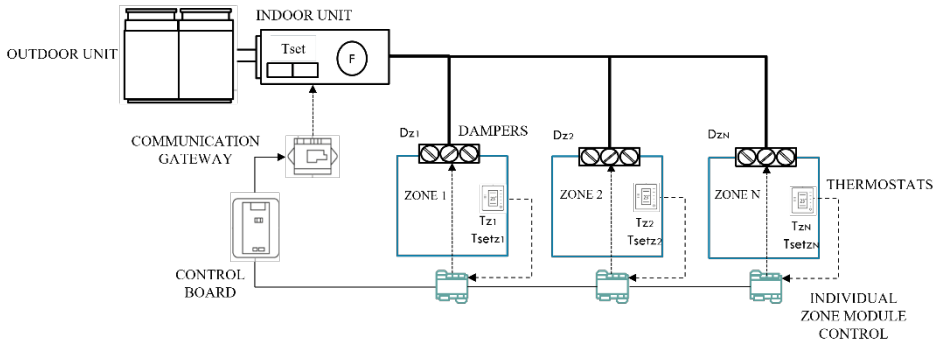 INDOOR UNIT
OUTDOOR UNIT
Tset
F
COMMUNICATION
GATEWAY
Dz1
DAMPERS
Dz2
DzN
ZONE 1
Tz1
Tsetz1
ZONE 2
Tz2
Tsetz2
ZONE N
TzN
TsetzN
THERMOSTATS
CONTROL
BOARD
INDIVIDUAL
ZONE MODULE
CONTROL